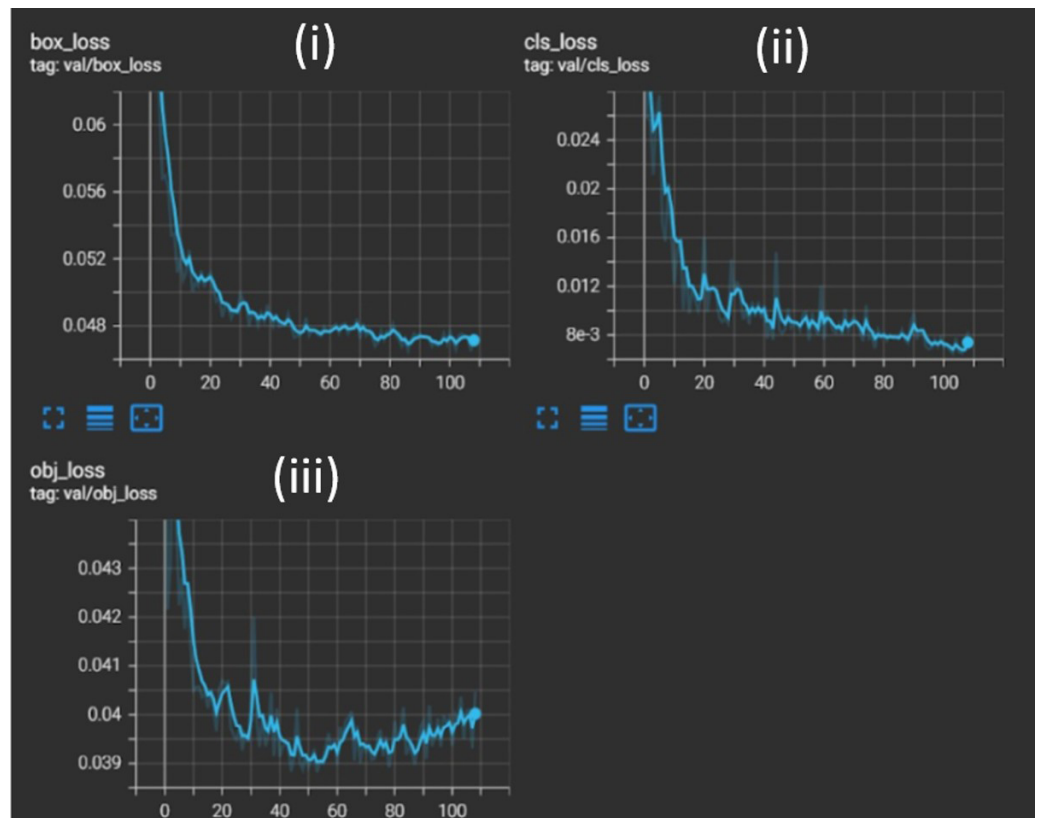 box_loss
tag: val/box_loss
(i)
0.06
0.056
0.052
0.048
0 20 40 60 80 100
cls_loss
tag: val/cls_loss
(ii)
0.024
0.02
0.016
0.012
8e-3
0 20 40 60 80 100
obj_loss
tag: val/obj_loss
(iii)
0.043
0.042
0.041
0.04
0.039
0 20 40 60 80 100